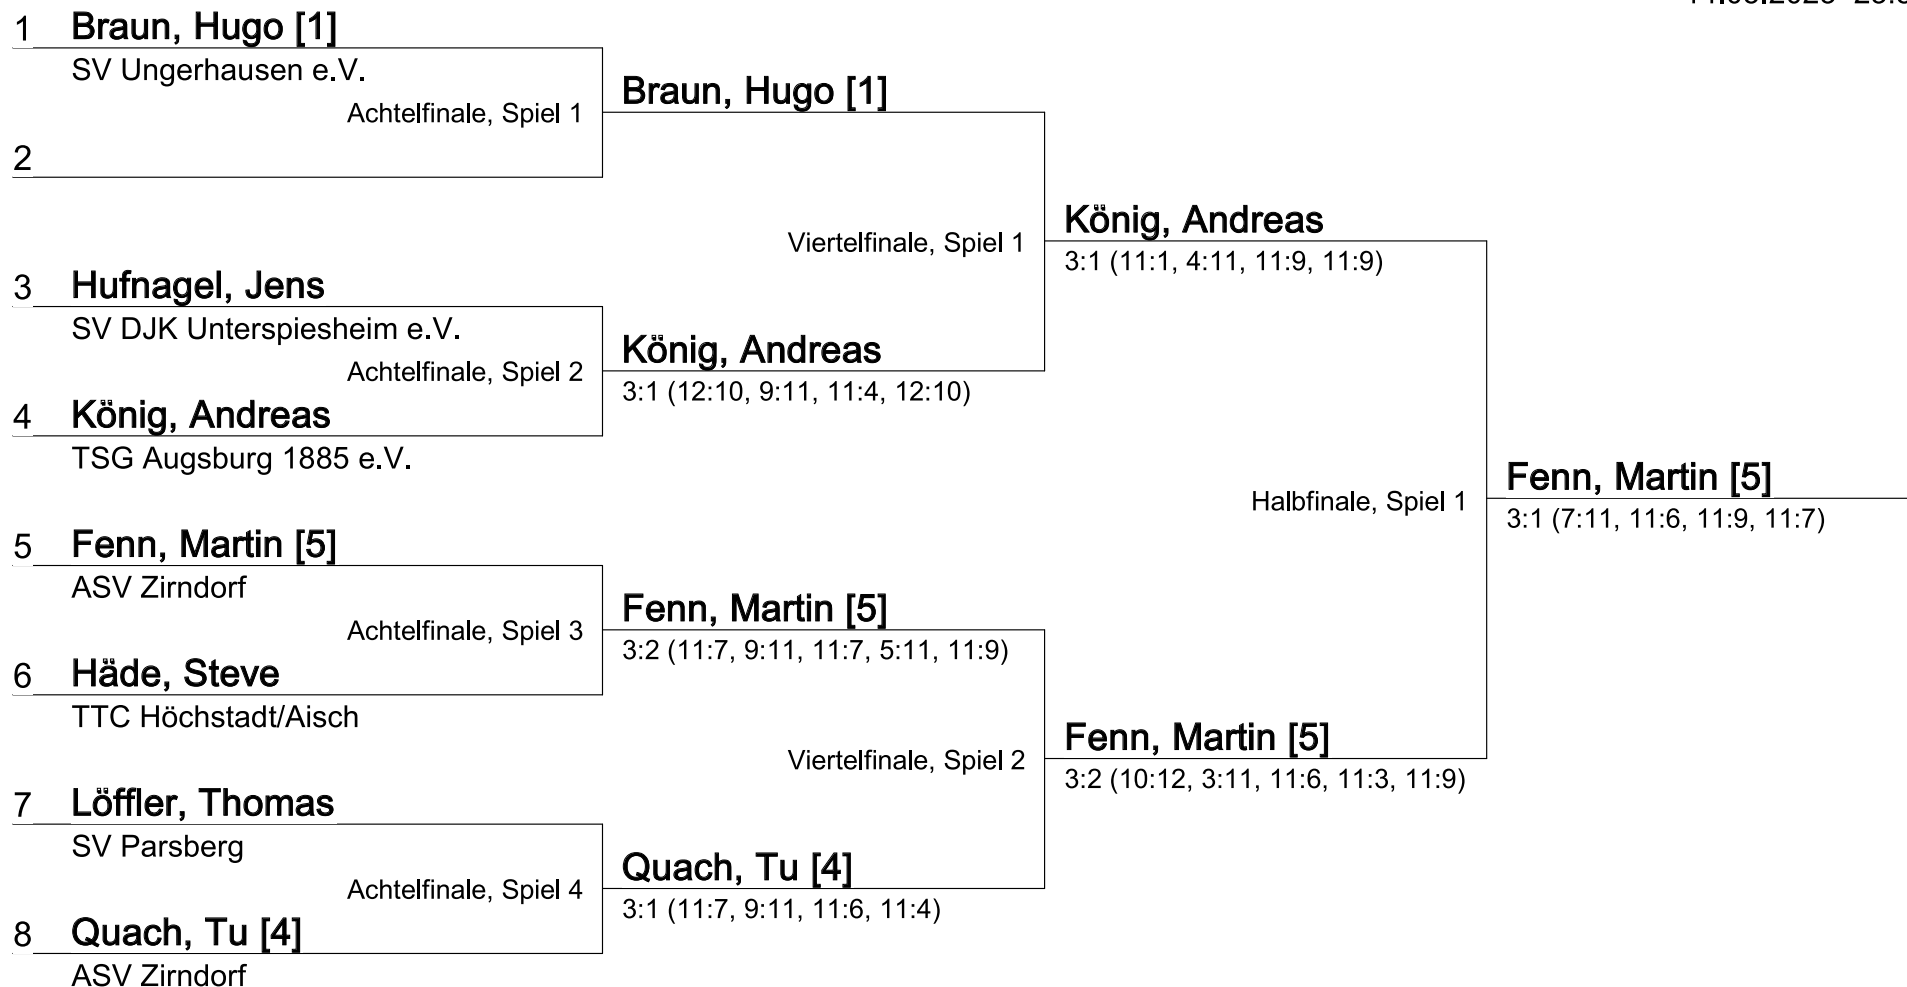 1 Braun, Hugo [1]
SV Ungerhausen e.V.
Achtelfinale, Spiel 1
Braun, Hugo [1]
2
Viertelfinale, Spiel 1
König, Andreas
3:1 (11:1, 4:11, 11:9, 11:9)
3 Hufnagel, Jens
SV DJK Unterspiesheim e.V.
Achtelfinale, Spiel 2
König, Andreas
3:1 (12:10, 9:11, 11:4, 12:10)
4 König, Andreas
TSG Augsburg 1885 e.V.
Halbfinale, Spiel 1
Fenn, Martin [5]
3:1 (7:11, 11:6, 11:9, 11:7)
5 Fenn, Martin [5]
ASV Zirndorf
Achtelfinale, Spiel 3
Fenn, Martin [5]
3:2 (11:7, 9:11, 11:7, 5:11, 11:9)
6 Häde, Steve
TTC Höchstadt/Aisch
Viertelfinale, Spiel 2
Fenn, Martin [5]
3:2 (10:12, 3:11, 11:6, 11:3, 11:9)
7 Löffler, Thomas
SV Parsberg
Achtelfinale, Spiel 4
Quach, Tu [4]
3:1 (11:7, 9:11, 11:6, 11:4)
8 Quach, Tu [4]
ASV Zirndorf